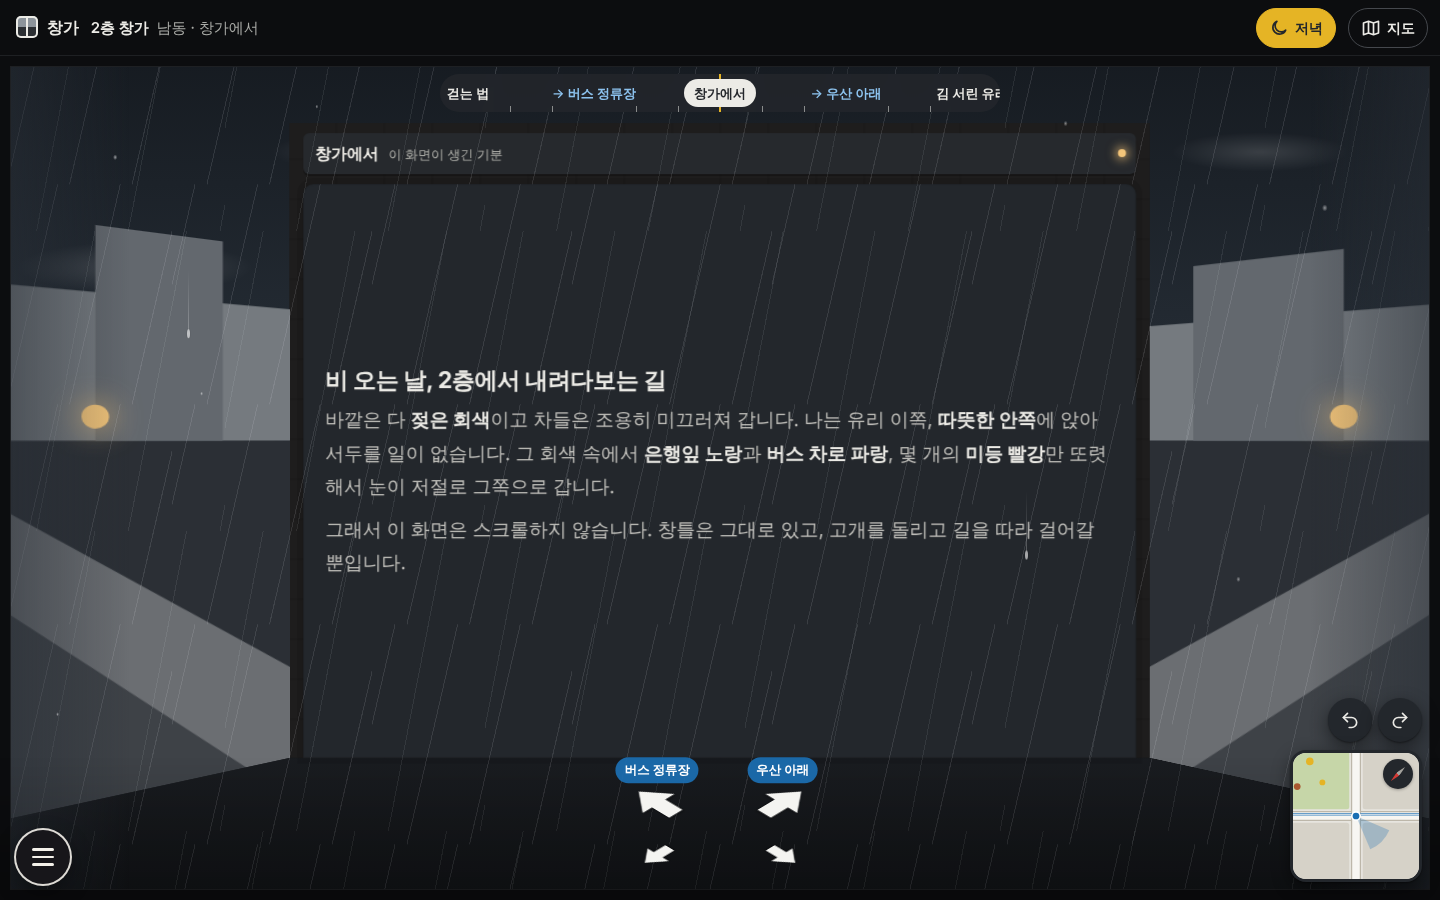 창가 2층 창가 남동 · 창가에서
저녁
지도
걷는 법
→ 버스 정류장
창가에서
→ 우산 아래
김 서린
창가에서 이 화면이 생긴 기분
비 오는 날, 2층에서 내려다보는 길
바깥은 다 젖은 회색이고 차들은 조용히 미끄러져 갑니다. 나는 유리 이쪽, 따뜻한 안쪽에 앉아
서두를 일이 없습니다. 그 회색 속에서 은행잎 노랑과 버스 차로 파랑, 몇 개의 미등 빨강만 또렷
해서 눈이 저절로 그쪽으로 갑니다.
그래서 이 화면은 스크롤하지 않습니다. 창틀은 그대로 있고, 고개를 돌리고 길을 따라 걸어갈
뿐입니다.
버스 정류장
우산 아래